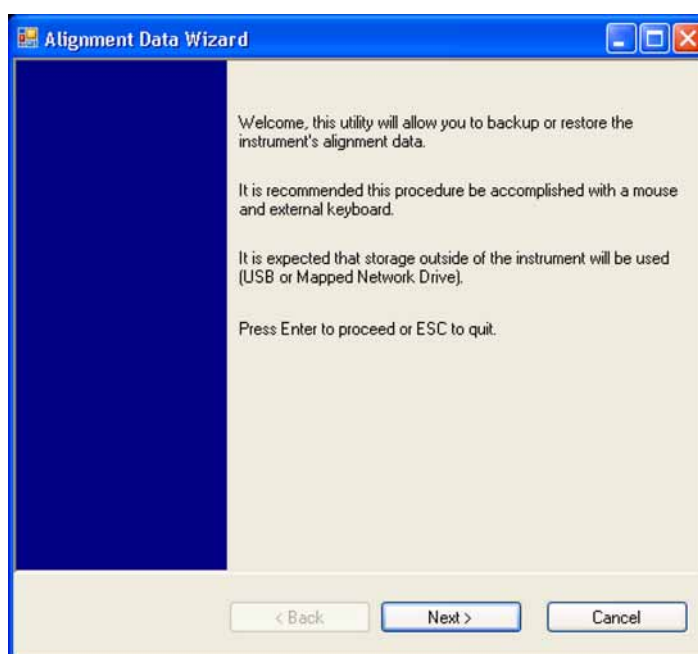 Alignment Data Wizard
Welcome, this utility will allow you to backup or restore the
instrument's alignment data.
It is recommended this procedure be accomplished with a mouse
and external keyboard.
It is expected that storage outside of the instrument will be used
(USB or Mapped Network Drive).
Press Enter to proceed or ESC to quit.
< Back
Next >
Cancel